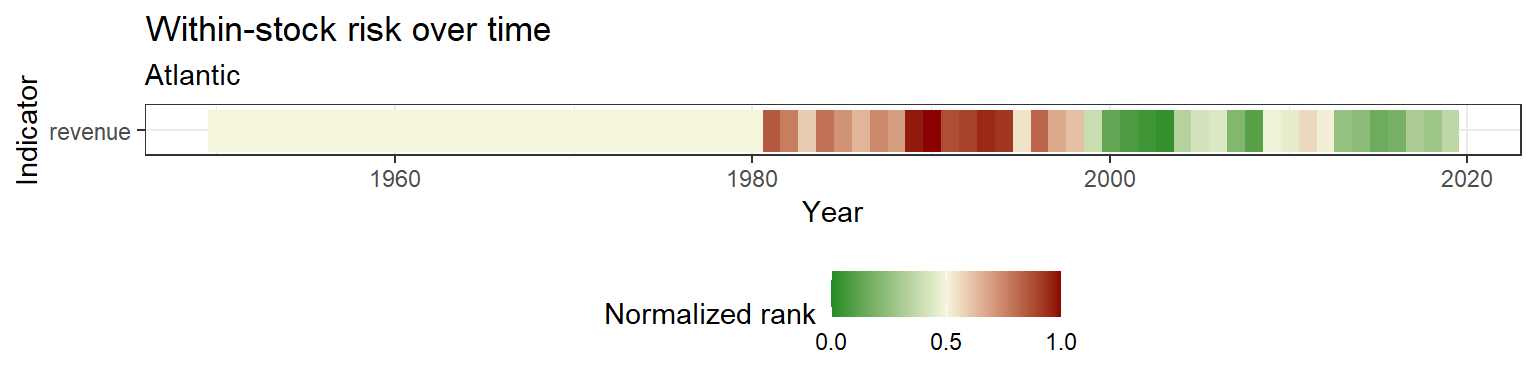 Within-stock risk over time
Atlantic
Indicator
revenue
1960 1980 2000 2020
Year
Normalized rank
0.0 0.5 1.0